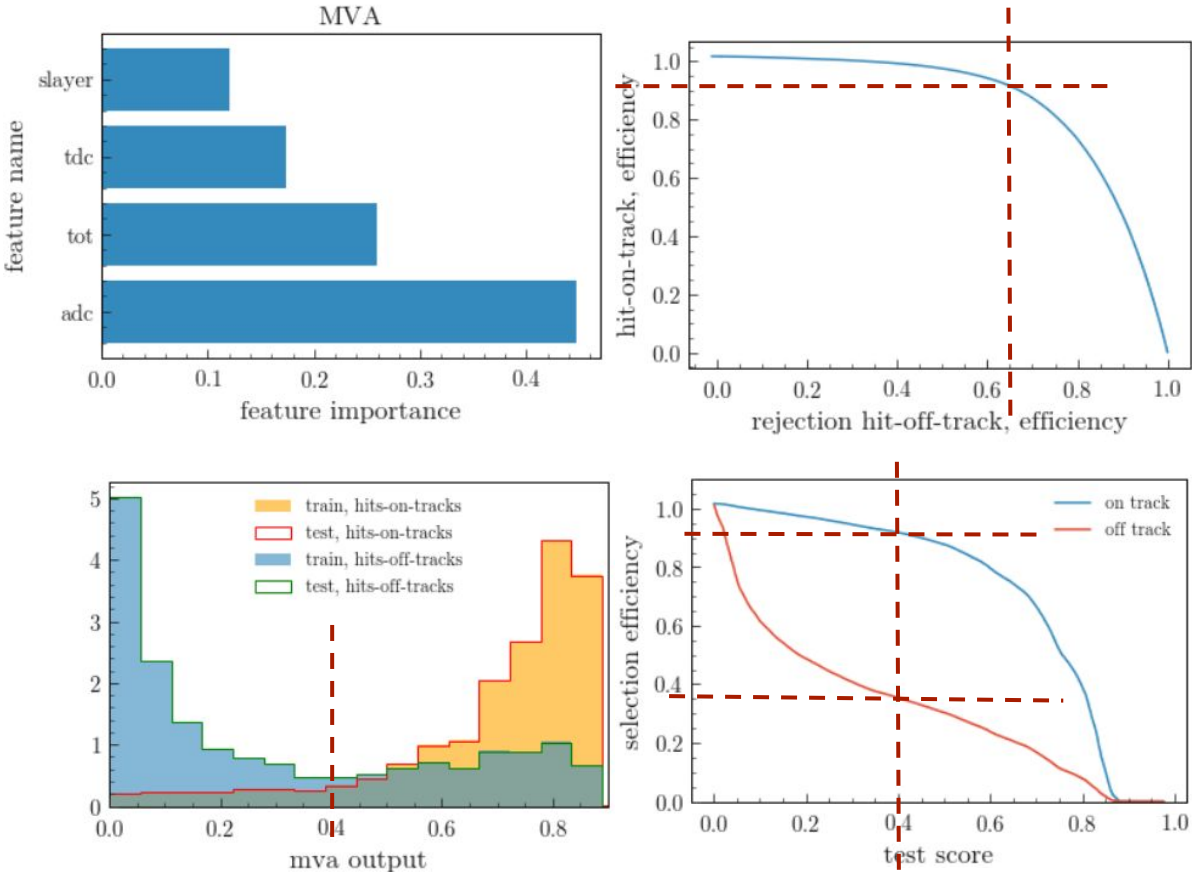 MVA
feature name
slayer
tdc
tot
adc
0.0 0.1 0.2 0.3 0.4
feature importance
hit-on-track, efficiency
1.0
0.8
0.6
0.4
0.2
0.0
0.0 0.2 0.4 0.6 0.8 1.0
rejection hit-off-track, efficiency
5
4
3
2
1
0
train, hits-on-tracks
test, hits-on-tracks
train, hits-off-tracks
test, hits-off-tracks
0.0 0.2 0.4 0.6 0.8
mva output
selection efficiency
1.0
0.8
0.6
0.4
0.2
0.0
on track
off track
0.0 0.2 0.4 0.6 0.8 1.0
test score